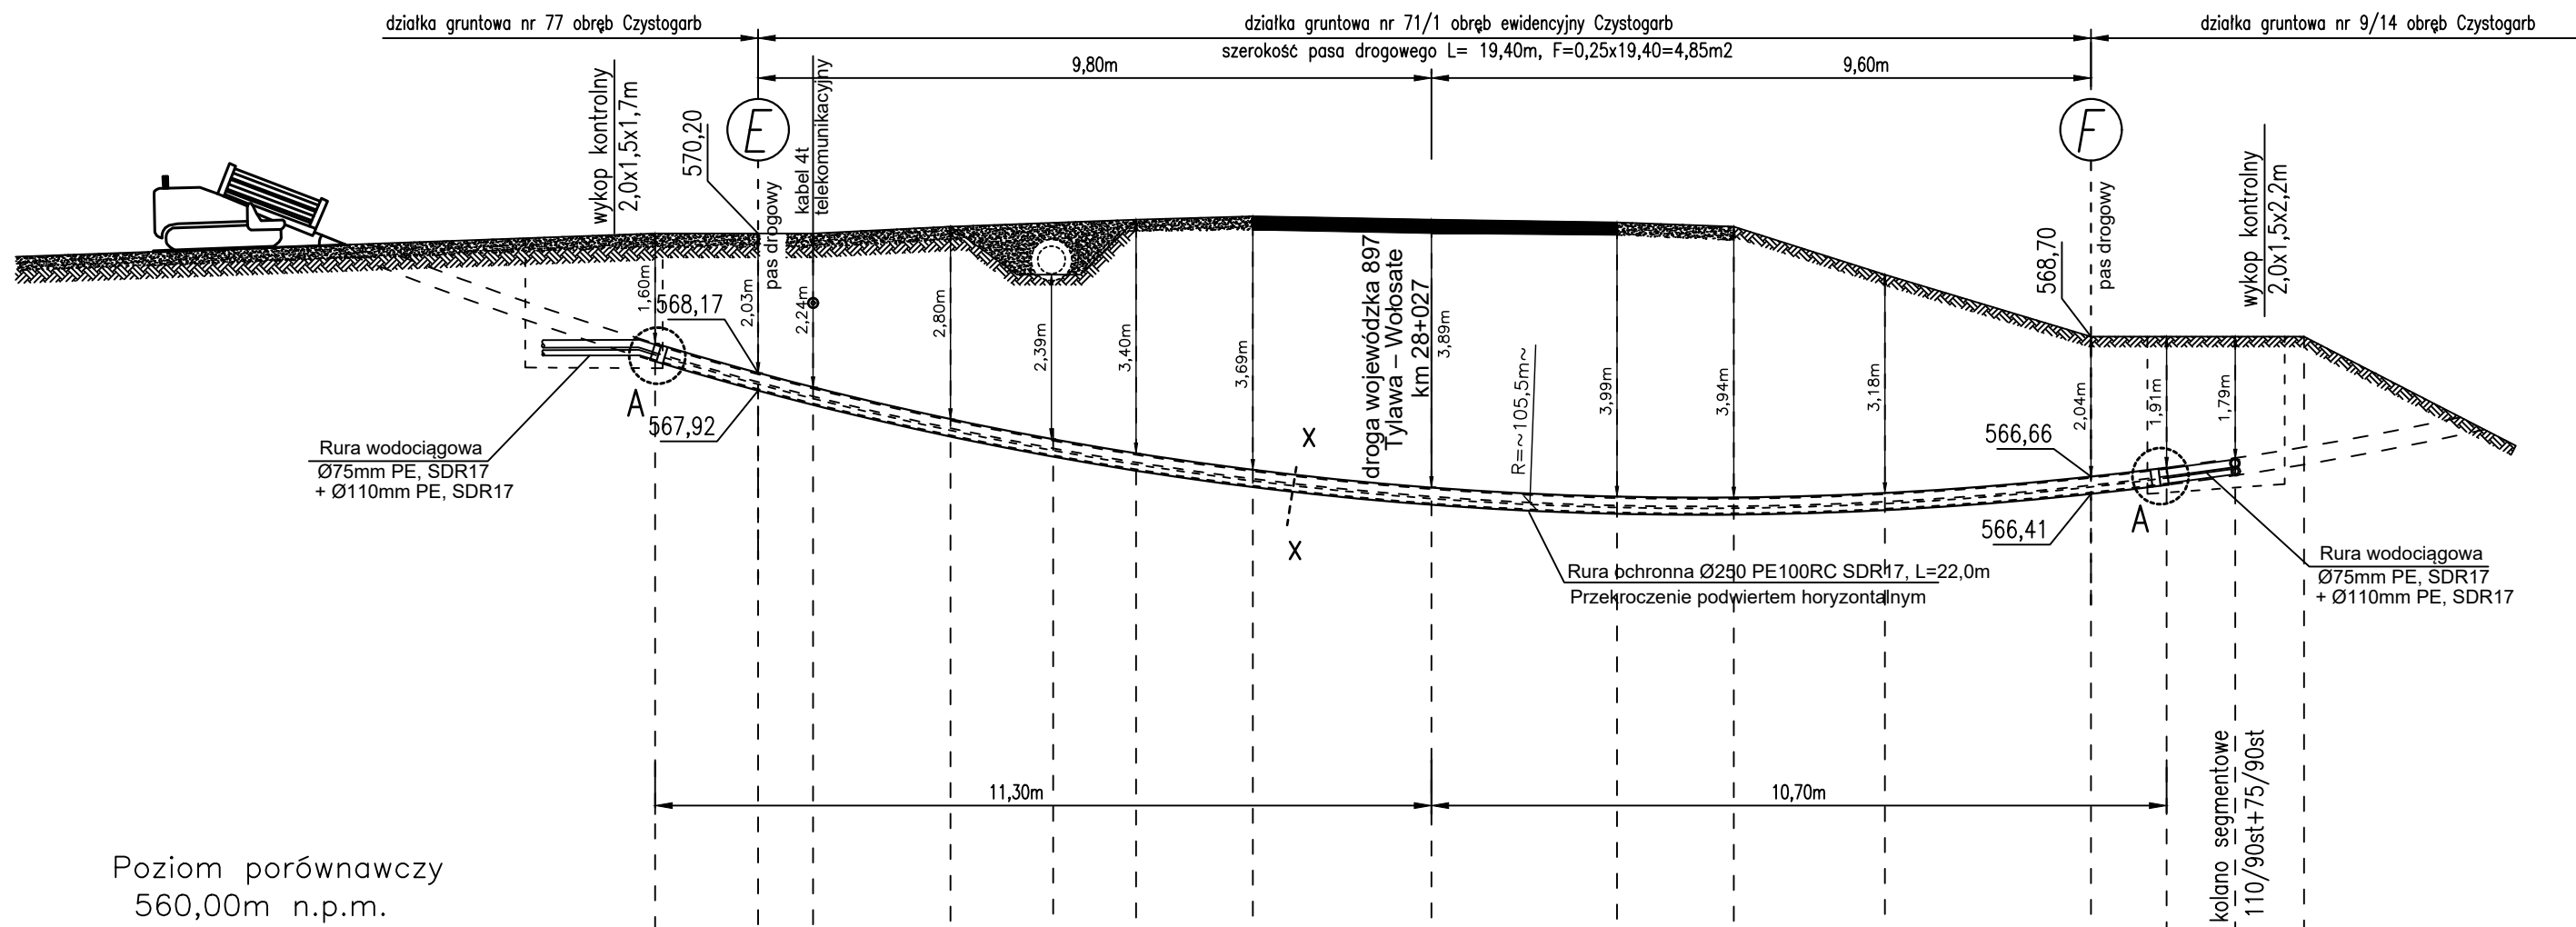 działka gruntowa nr 77 obręb Czystogarb
działka gruntowa nr 71/1 obręb ewidencyjny Czystogarb
działka gruntowa nr 9/14 obręb Czystogarb
szerokość pasa drogowego L= 19,40m, F=0,25x19,40=4,85m2
9,80m
9,60m
wykop kontrolny
2,0x1,5x1,7m
570,20
E
pas drogowy
kabel 4t
telekomunikacyjny
F
568,70
pas drogowy
wykop kontrolny
2,0x1,5x2,2m
1,60m
568,17
2,03m
2,24m
2,80m
2,39m
3,40m
3,69m
droga wojewódzka 897
Tylawa – Wołosate
km 28+027
3,89m
R=~105,5m~
3,99m
3,94m
3,18m
2,04m
1,91m
1,79m
A
567,92
X
X
566,66
566,41
A
Rura wodociągowa
Ø75mm PE, SDR17
+ Ø110mm PE, SDR17
Rura ochronna Ø250 PE100RC SDR17, L=22,0m
Przekroczenie podwiertem horyzontalnym
Rura wodociągowa
Ø75mm PE, SDR17
+ Ø110mm PE, SDR17
11,30m
10,70m
kolano segmentowe
110/90st+75/90st
Poziom porównawczy
560,00m n.p.m.